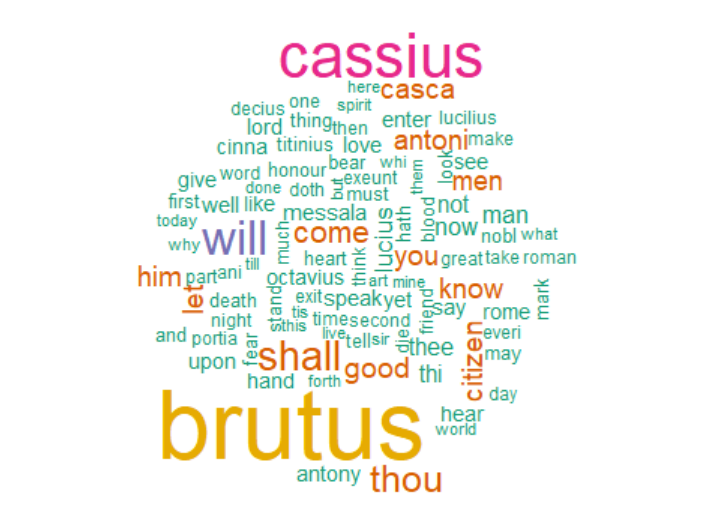 cassius
here casca
decius one spirit
lord thing then enter lucilius
cinna titinius love antoni make
give word honour bear whi them look see
done doth but exeunt must men
first well like messala lucius hath blood not man
today will much come now nobl what
why him part ani till heart think you great take roman
let death octavius art mine know mark
night stand exit speak yet friend say rome
and portia fear this tis time second die citizen everi
upon shall live tell sir thee may
hand forth good thi day
brutus hear
world
antony thou